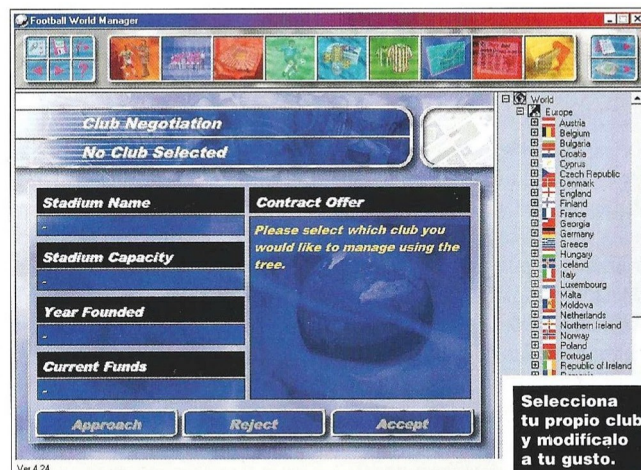 Football World Manager
Club Negotiation
No Club Selected
Stadium Name
-
Stadium Capacity
-
Year Founded
-
Current Funds
-
Contract Offer
Please select which club you
would like to manage using the
tree.
Approach
Reject
Accept
World
Europe
Austria
Belgium
Bulgaria
Croatia
Cyprus
Czech Republic
Denmark
England
Finland
France
Georgia
Germany
Greece
Hungary
Iceland
Italy
Luxembourg
Malta
Moldova
Netherlands
Northern Ireland
Norway
Poland
Portugal
Republic of Ireland
Selecciona
tu propio club
y modifícalo
a tu gusto.
Ver 4.24